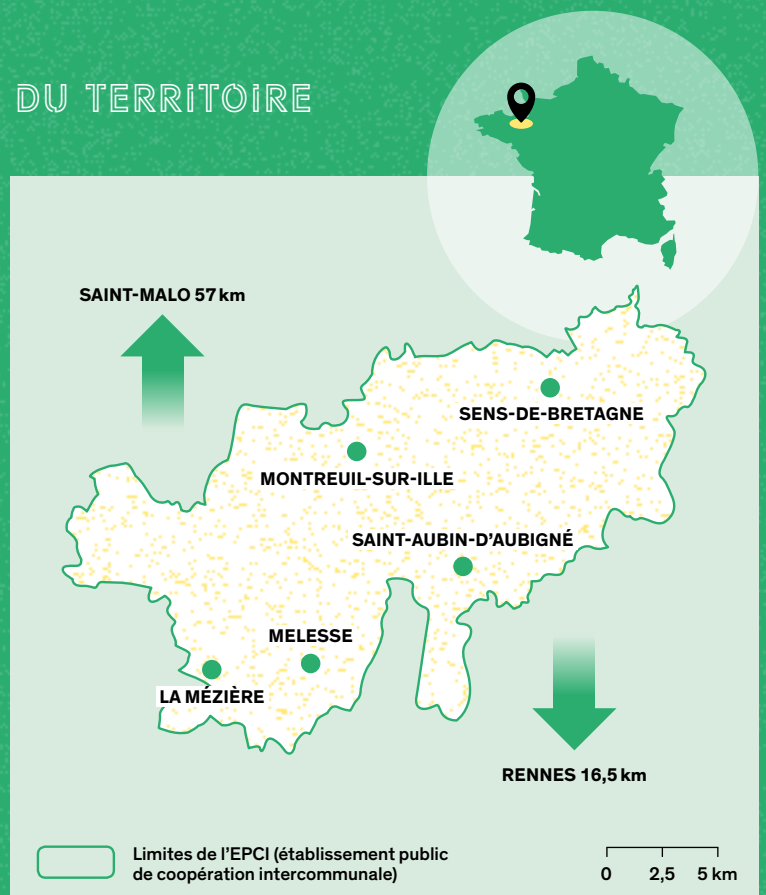 DU TERRiTOiRE
SAINT-MALO 57 km
SENS-DE-BRETAGNE
MONTREUIL-SUR-ILLE
SAINT-AUBIN-D'AUBIGNÉ
MELESSE
LA MÉZIÈRE
RENNES 16,5 km
Limites de l'EPCI (établissement public
de coopération intercommunale)
0 2,5 5 km